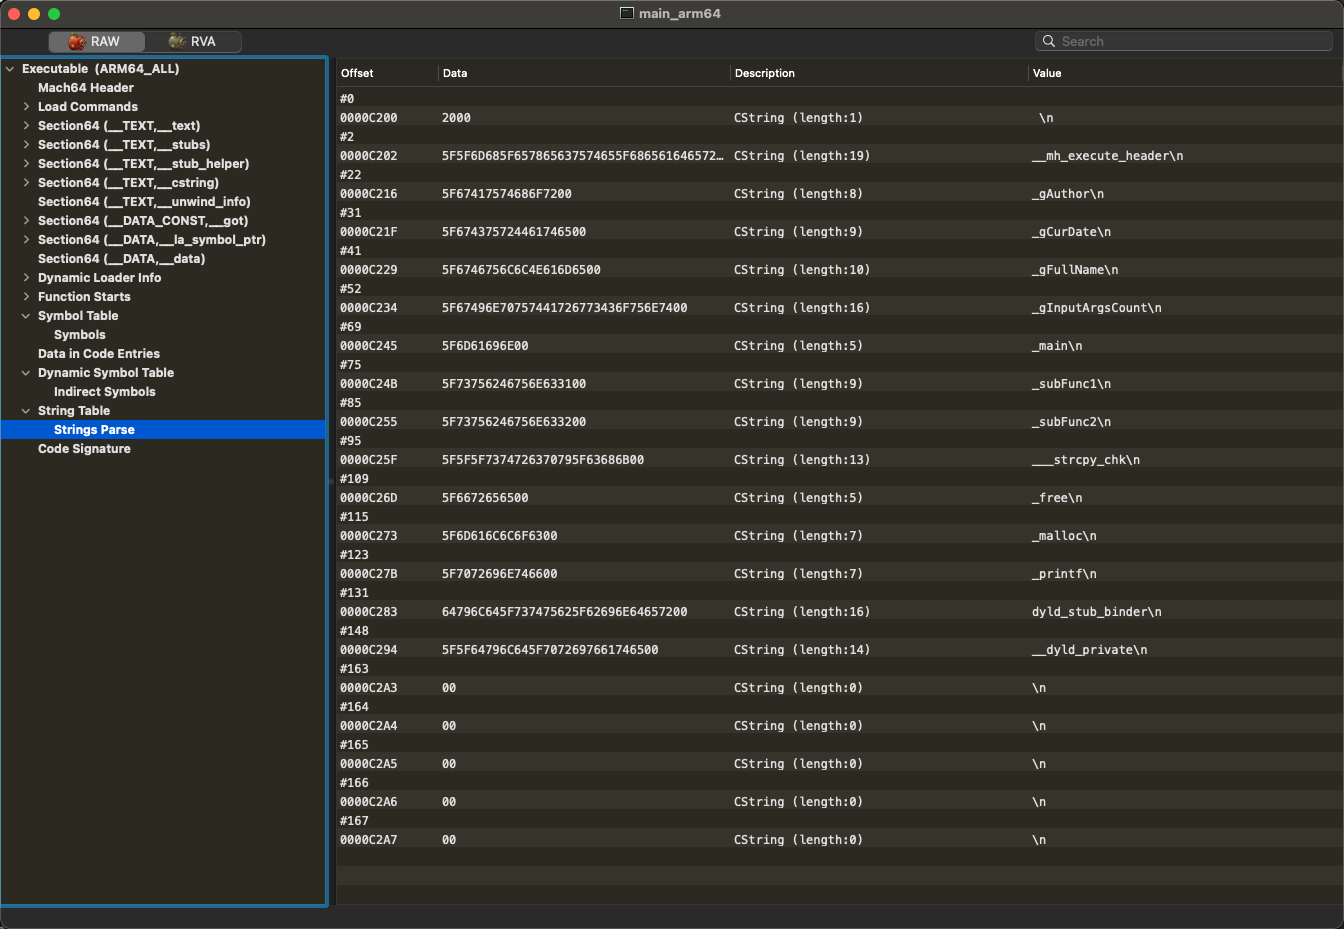 main_arm64
RAW RVA Search
Executable (ARM64_ALL)
Mach64 Header
Load Commands
Section64 (__TEXT,__text)
Section64 (__TEXT,__stubs)
Section64 (__TEXT,__stub_helper)
Section64 (__TEXT,__cstring)
Section64 (__TEXT,__unwind_info)
Section64 (__DATA_CONST,__got)
Section64 (__DATA,__la_symbol_ptr)
Section64 (__DATA,__data)
Dynamic Loader Info
Function Starts
Symbol Table
Symbols
Data in Code Entries
Dynamic Symbol Table
Indirect Symbols
String Table
Strings Parse
Code Signature
Offset Data Description Value
#0
0000C200 2000 CString (length:1) \n
#2
0000C202 5F5F6D685F657865637574655F686561646572… CString (length:19) __mh_execute_header\n
#22
0000C216 5F67417574686F7200 CString (length:8) _gAuthor\n
#31
0000C21F 5F674375724461746500 CString (length:9) _gCurDate\n
#41
0000C229 5F6746756C6C4E616D6500 CString (length:10) _gFullName\n
#52
0000C234 5F67496E70757441726773436F756E7400 CString (length:16) _gInputArgsCount\n
#69
0000C245 5F6D61696E00 CString (length:5) _main\n
#75
0000C24B 5F73756246756E633100 CString (length:9) _subFunc1\n
#85
0000C255 5F73756246756E633200 CString (length:9) _subFunc2\n
#95
0000C25F 5F5F5F7374726370795F63686B00 CString (length:13) ___strcpy_chk\n
#109
0000C26D 5F6672656500 CString (length:5) _free\n
#115
0000C273 5F6D616C6C6F6300 CString (length:7) _malloc\n
#123
0000C27B 5F7072696E746600 CString (length:7) _printf\n
#131
0000C283 64796C645F737475625F62696E64657200 CString (length:16) dyld_stub_binder\n
#148
0000C294 5F5F64796C645F7072697661746500 CString (length:14) __dyld_private\n
#163
0000C2A3 00 CString (length:0) \n
#164
0000C2A4 00 CString (length:0) \n
#165
0000C2A5 00 CString (length:0) \n
#166
0000C2A6 00 CString (length:0) \n
#167
0000C2A7 00 CString (length:0) \n